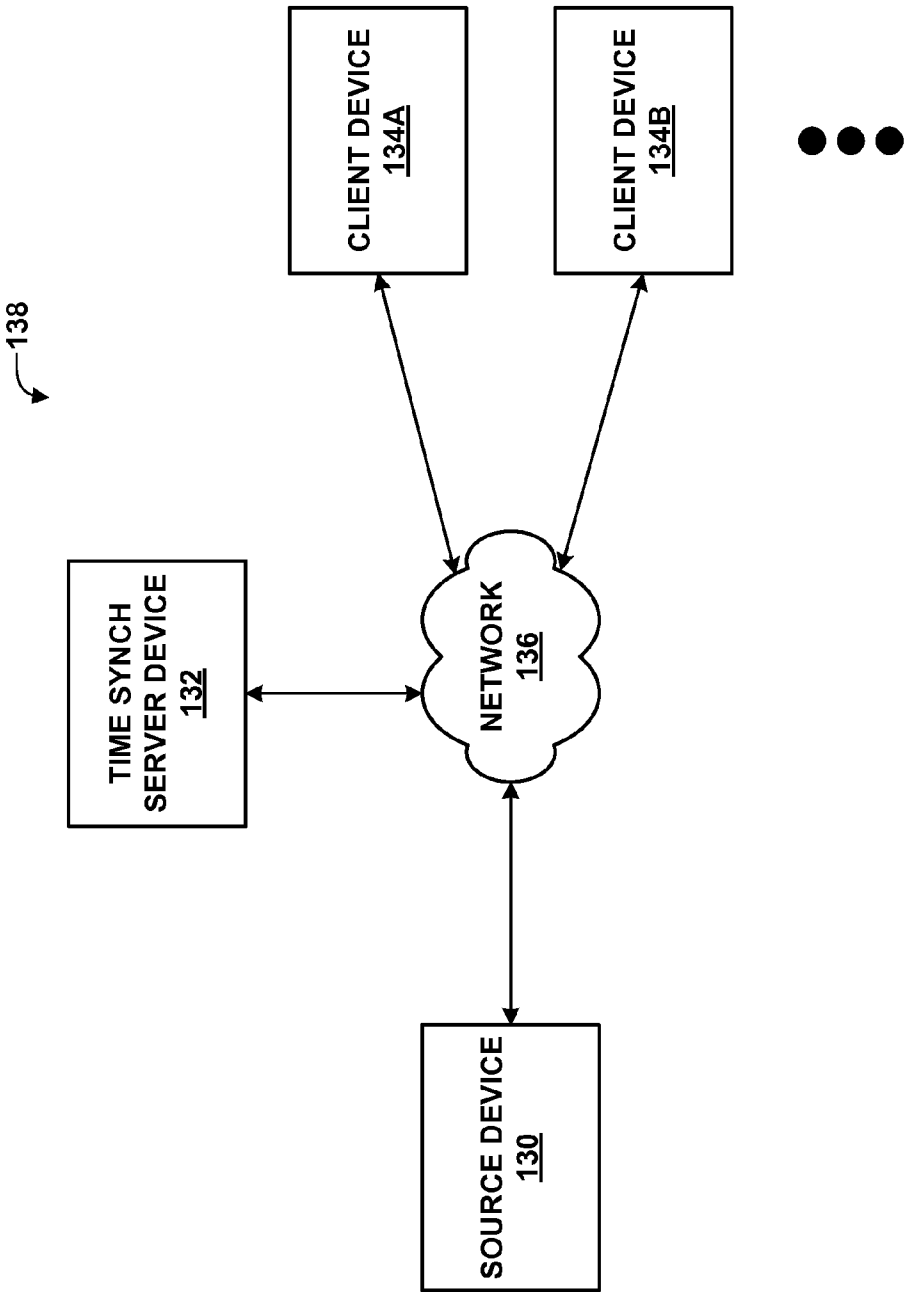 138
TIME SYNCH
SERVER DEVICE
132
CLIENT DEVICE
134A
CLIENT DEVICE
134B
NETWORK
136
SOURCE DEVICE
130